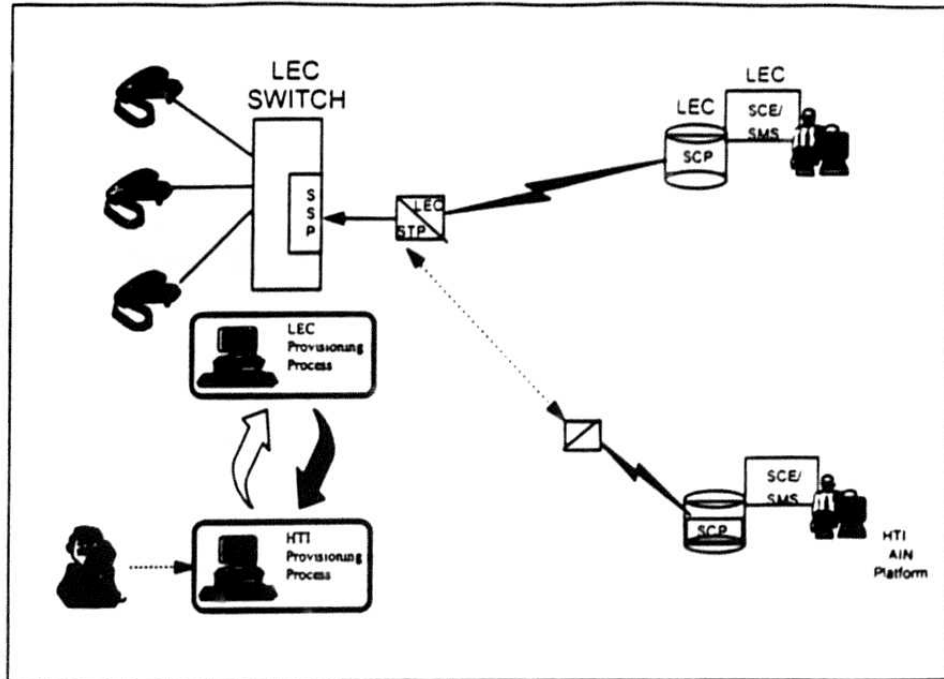 LEC
SWITCH
S
S
P
LEC
STP
LEC
SCP
LEC
SCE/
SMS
LEC
Provisioning
Process
HTI
Provisioning
Process
SCE/
SMS
SCP
HTI
AIN
Platform